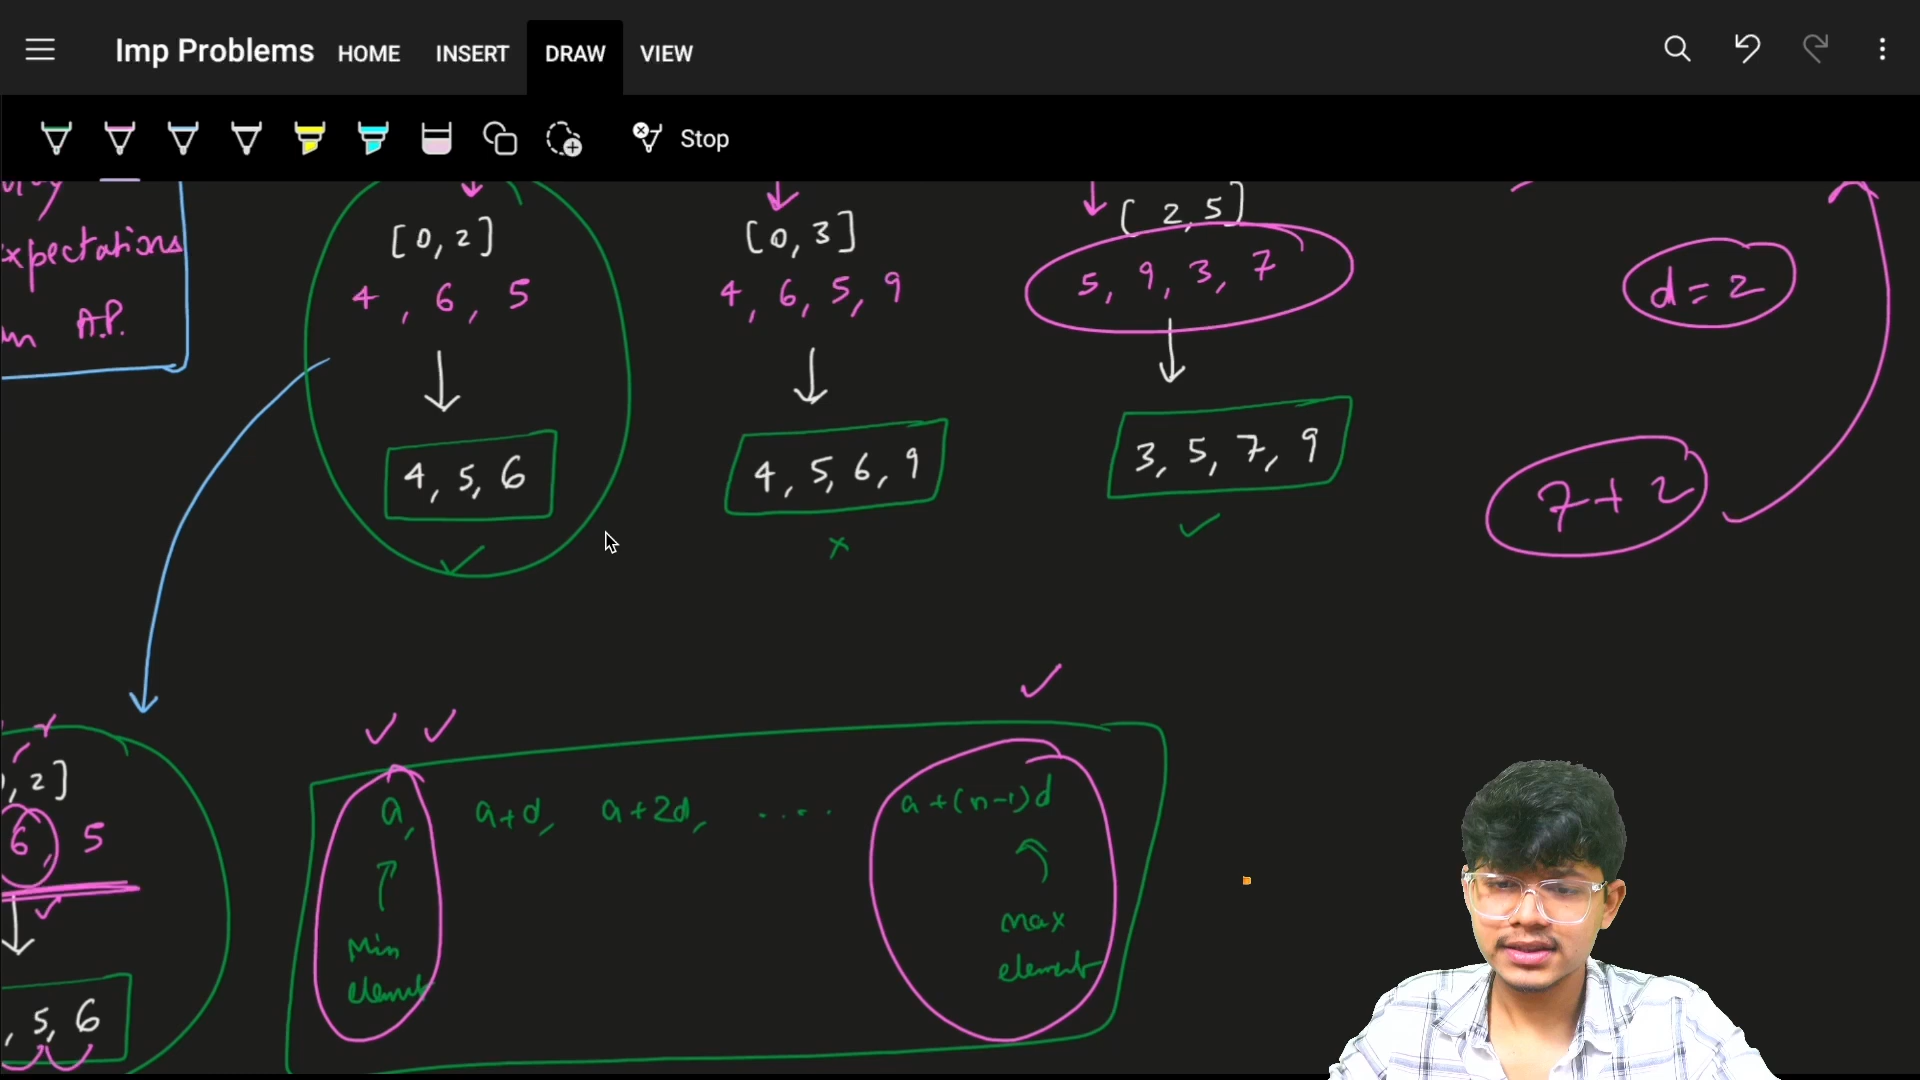 Imp Problems HOME INSERT DRAW VIEW
Stop
xpectations
A.P.
[0, 2]
4, 6, 5
4, 5, 6
[0, 3]
4, 6, 5, 9
4, 5, 6, 9
[2, 5]
5, 9, 3, 7
3, 5, 7, 9
d = 2
7 + 2
, 2]
6, 5
, 5, 6
a, a+d, a+2d, .... a+(n-1)d
Min
element
max
element